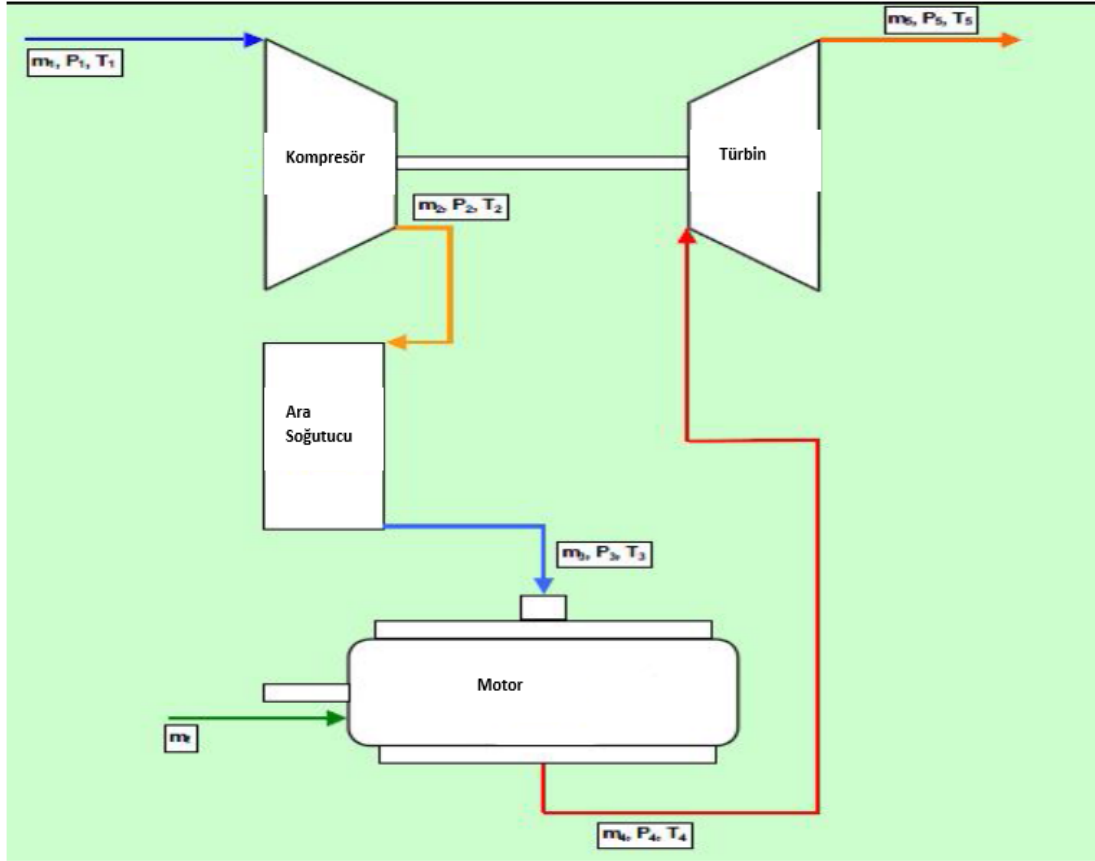 m₁, P₁, T₁
m₅, P₅, T₅
Kompresör
Türbin
m₂, P₂, T₂
Ara
Soğutucu
m₃, P₃, T₃
Motor
m₄, P₄, T₄